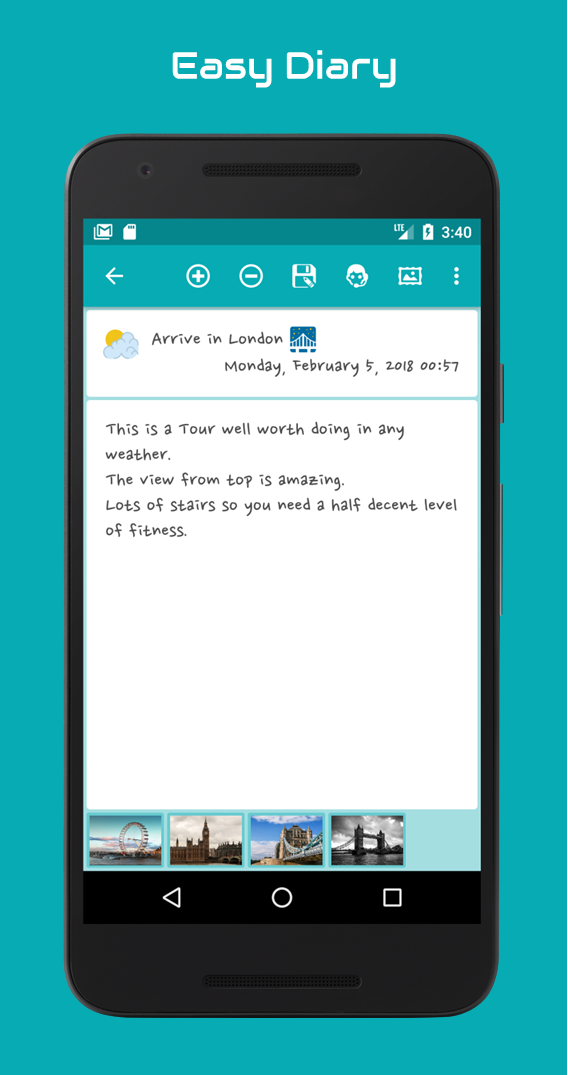 Easy Diary
LTE 3:40
Arrive in London
Monday, February 5, 2018 00:57
This is a Tour well worth doing in any
weather.
The view from top is amazing.
Lots of stairs so you need a half decent level
of fitness.